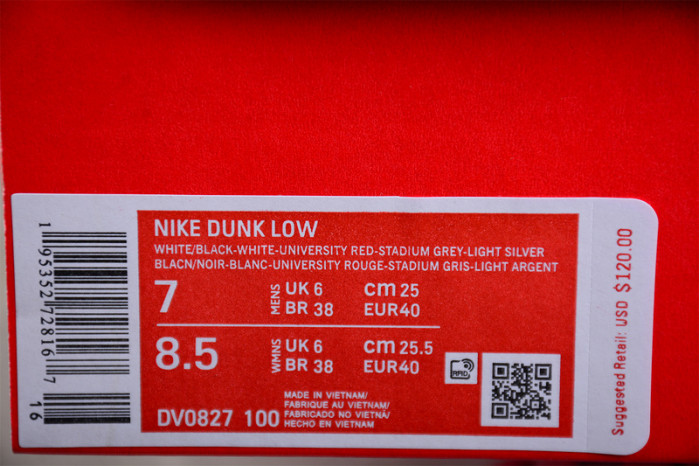 NIKE DUNK LOW
WHITE/BLACK-WHITE-UNIVERSITY RED-STADIUM GREY-LIGHT SILVER
BLACN/NOIR-BLANC-UNIVERSITY ROUGE-STADIUM GRIS-LIGHT ARGENT
7 MENS UK 6 cm 25
BR 38 EUR40
8.5 WMNS UK 6 cm 25.5
BR 38 EUR40
RFID
DV0827 100
MADE IN VIETNAM/
FABRIQUE AU VIETNAM/
FABRICADO NO VIETNÁ/
HECHO EN VIETNAM
1 95352 72816 7
16
Suggested Retail: USD $120.00